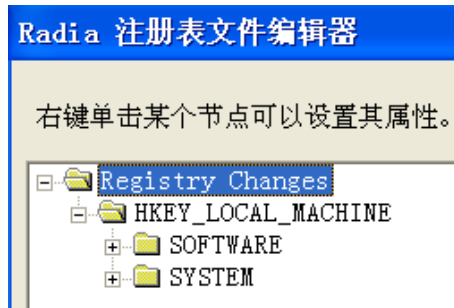 Radia 注册表文件编辑器
右键单击某个节点可以设置其属性。
Registry Changes
HKEY_LOCAL_MACHINE
SOFTWARE
SYSTEM